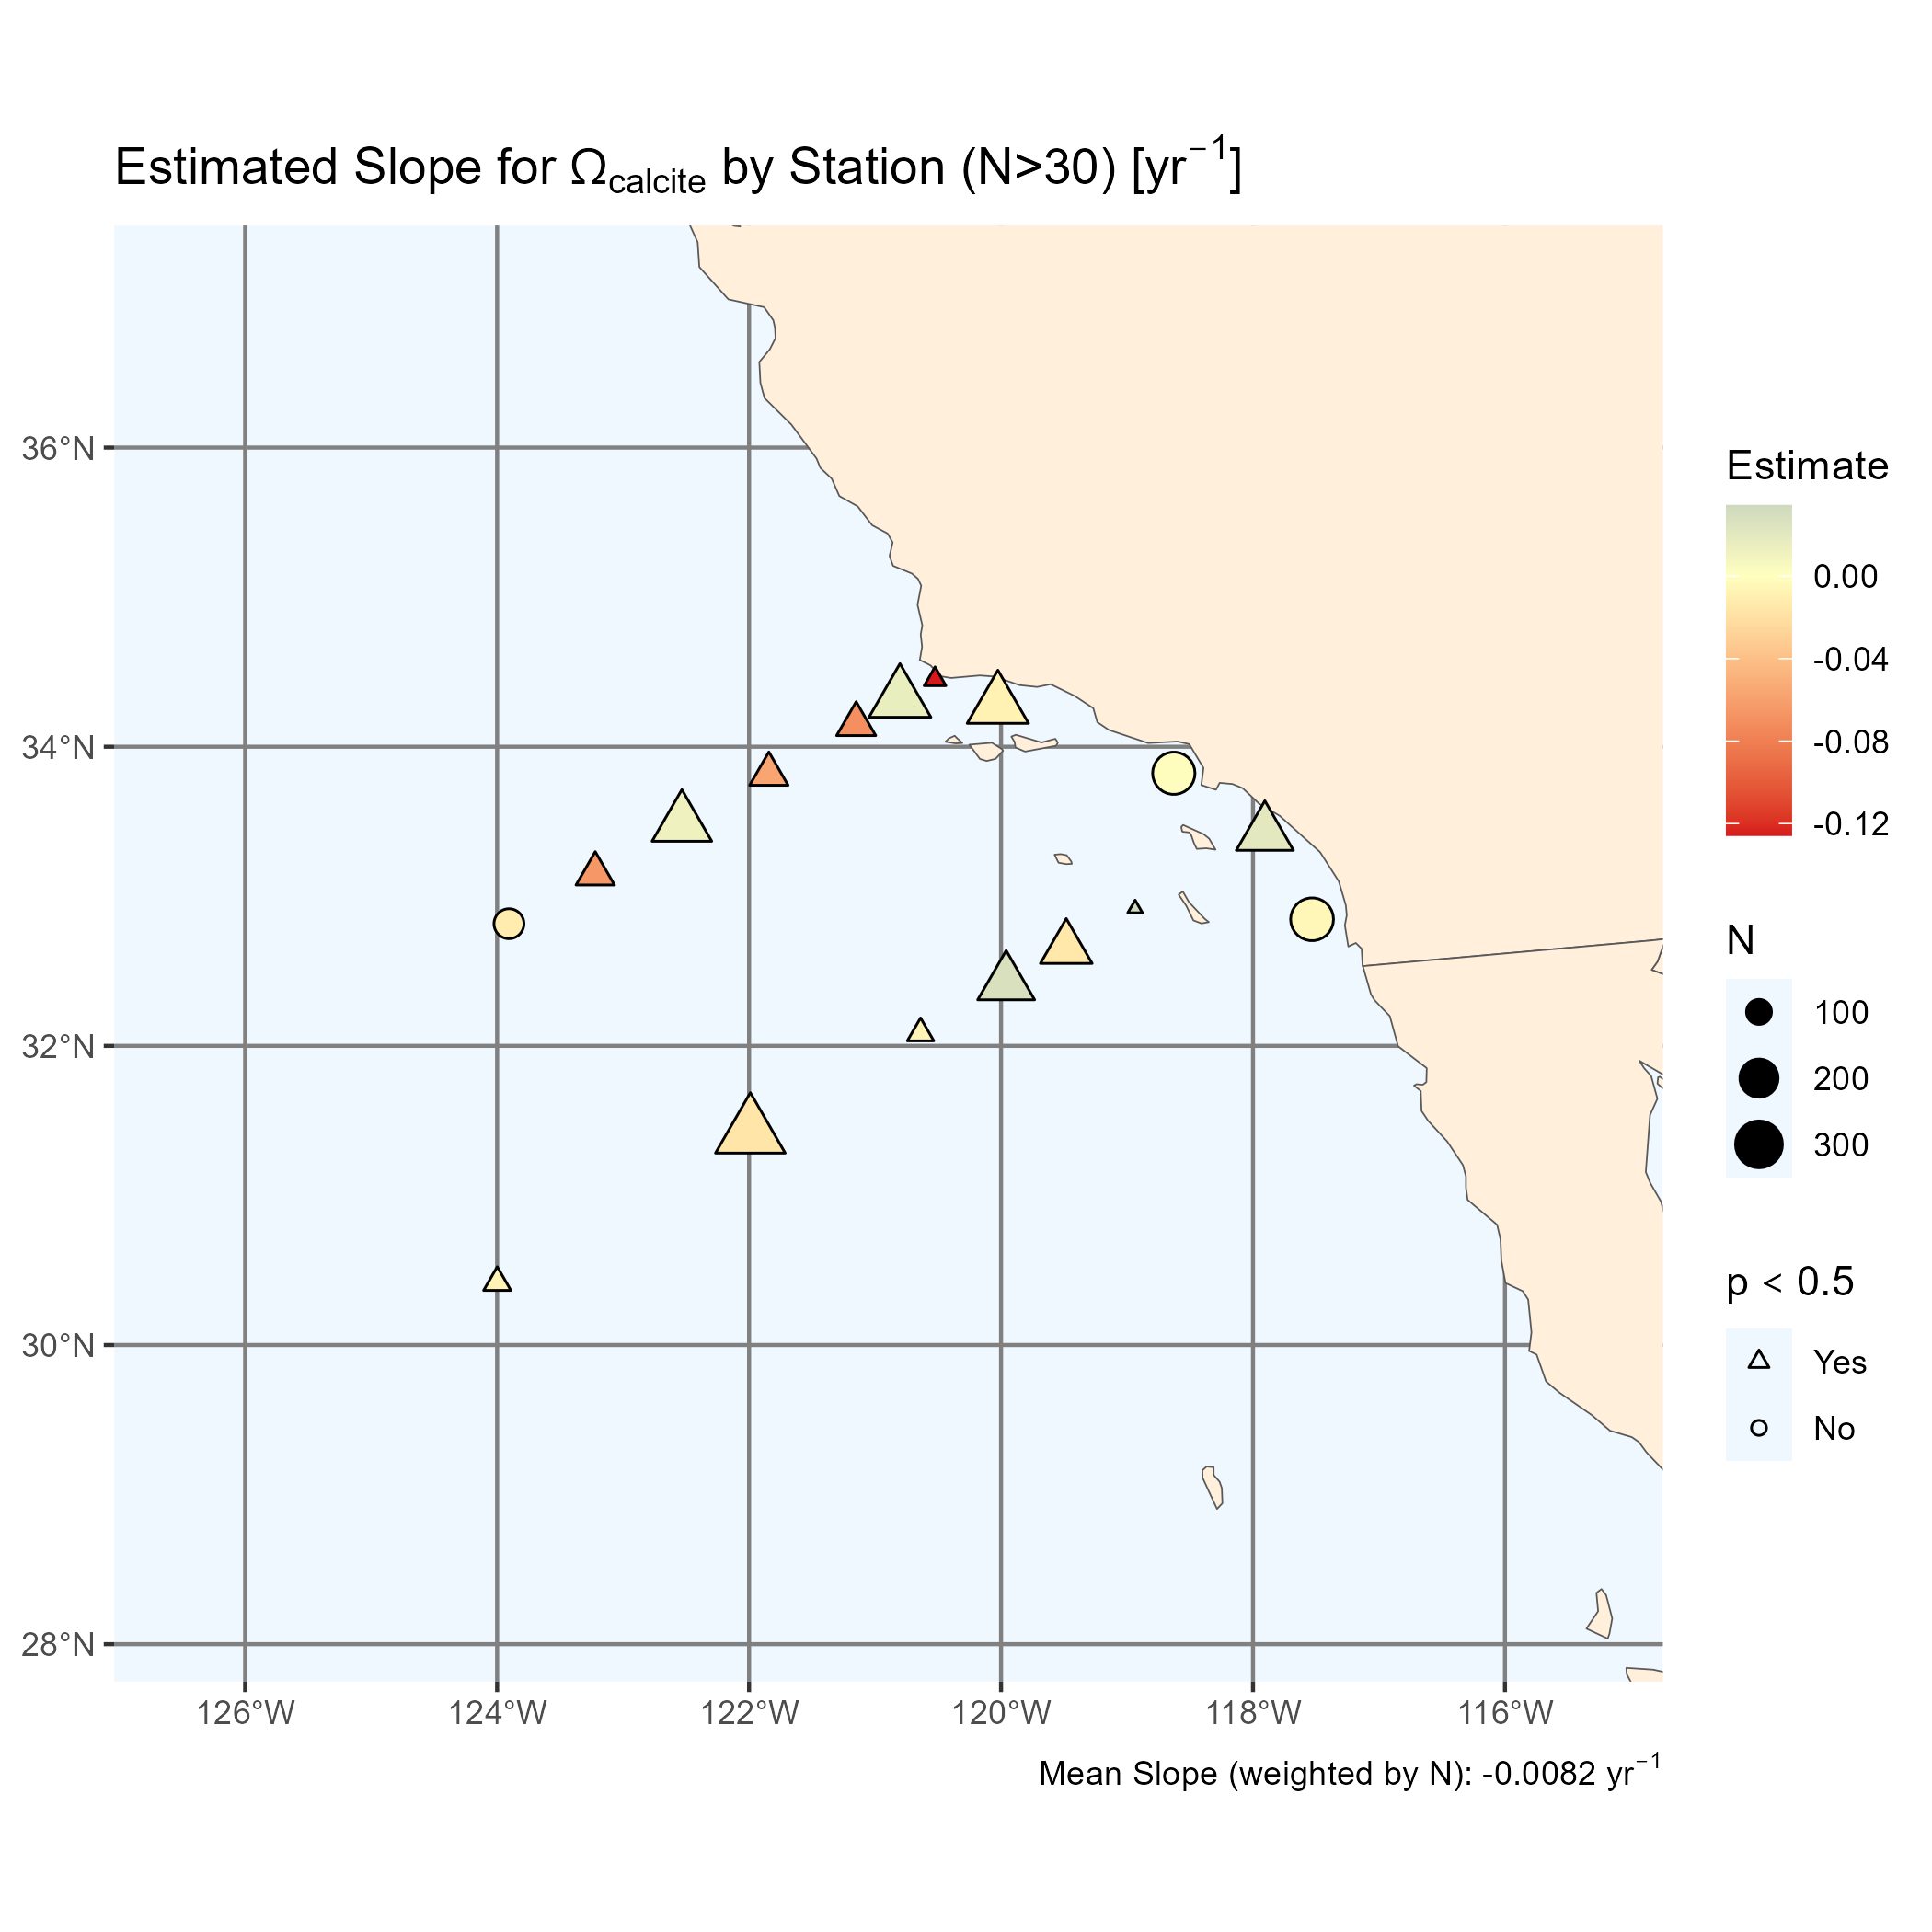 Estimated Slope for Ωcalcite by Station (N>30) [yr⁻¹]
36°N
34°N
32°N
30°N
28°N
126°W
124°W
122°W
120°W
118°W
116°W
Mean Slope (weighted by N): -0.0082 yr⁻¹
Estimate
0.00
-0.04
-0.08
-0.12
N
100
200
300
p < 0.5
Yes
No